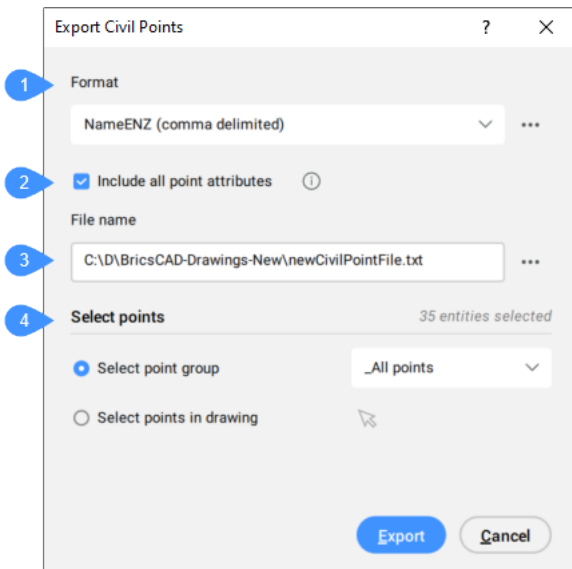 Export Civil Points ?
1 Format
NameENZ (comma delimited)
2 Include all point attributes
File name
3 C:\D\BricsCAD-Drawings-New\newCivilPointFile.txt
4 Select points 35 entities selected
Select point group _All points
Select points in drawing
Export Cancel